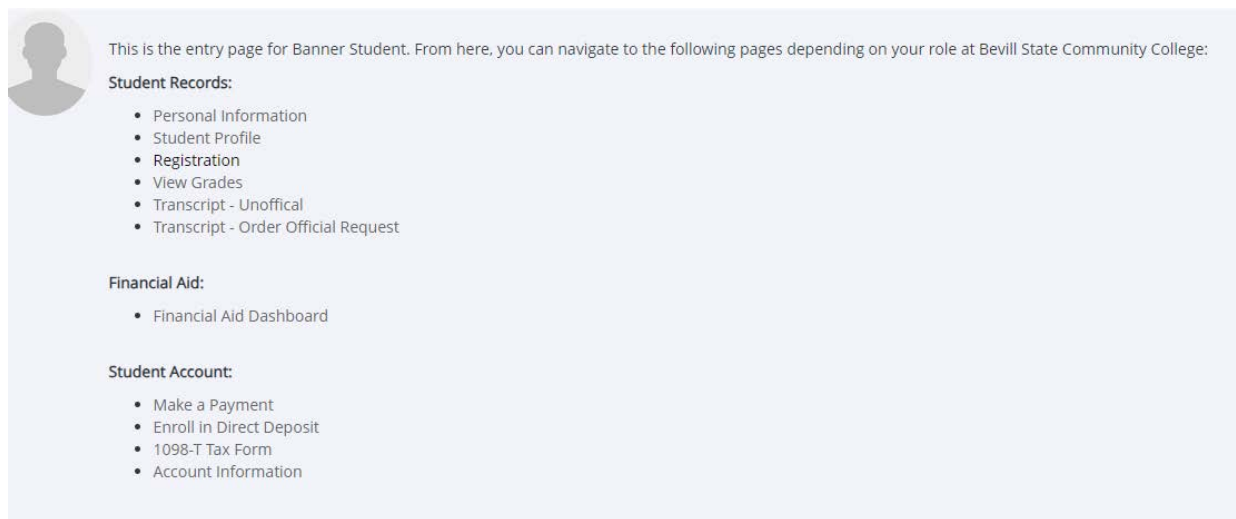 This is the entry page for Banner Student. From here, you can navigate to the following pages depending on your role at Bevill State Community College:
Student Records:
• Personal Information
• Student Profile
• Registration
• View Grades
• Transcript - Unoffical
• Transcript - Order Official Request
Financial Aid:
• Financial Aid Dashboard
Student Account:
• Make a Payment
• Enroll in Direct Deposit
• 1098-T Tax Form
• Account Information